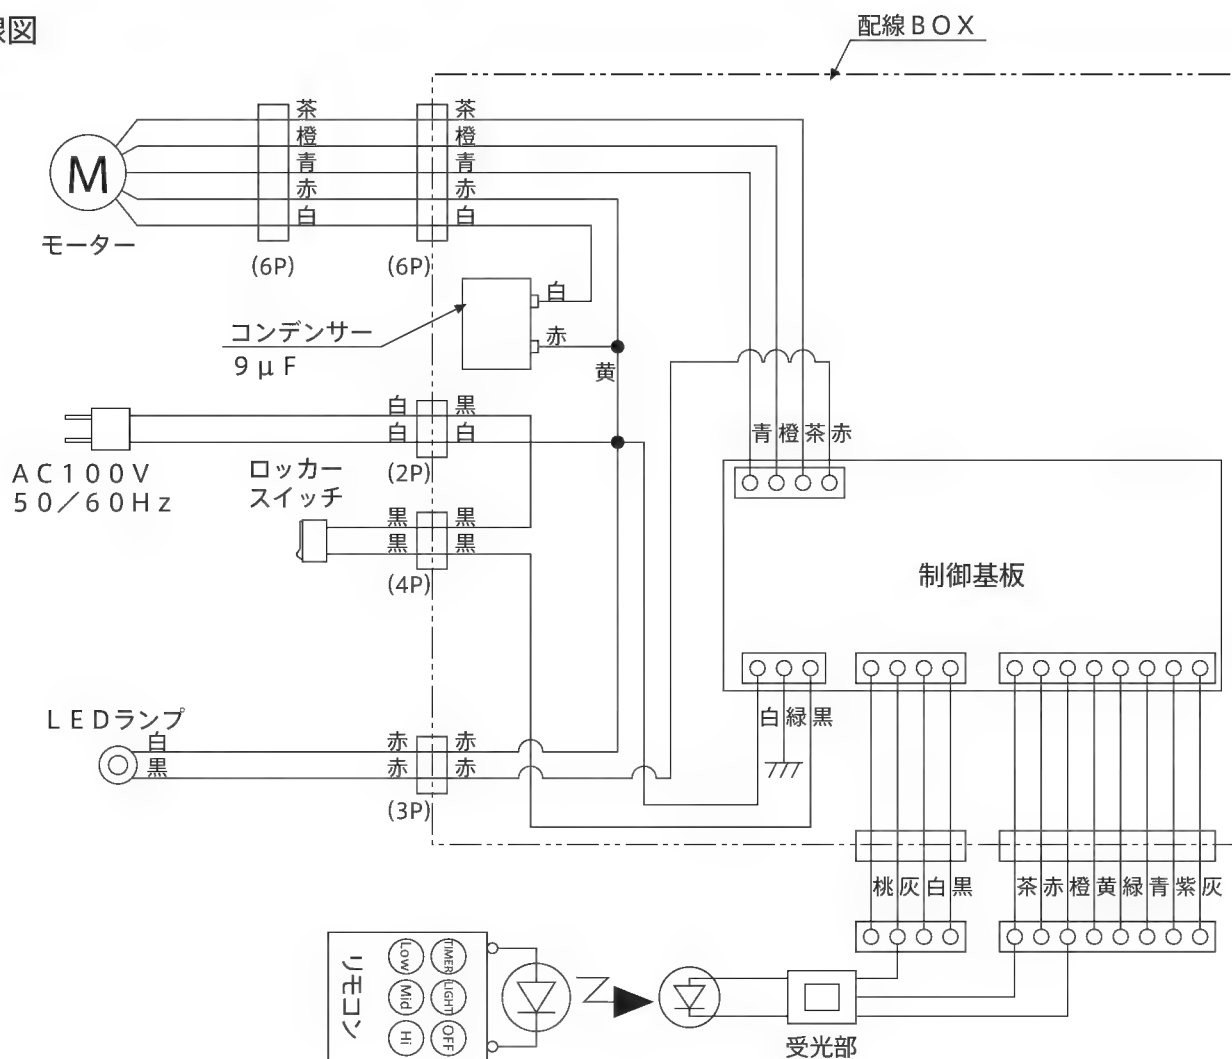 線図
配線BOX
茶 茶
橙 橙
青 青
赤 赤
白 白
M
モーター
(6P) (6P)
白
コンデンサー
9μF
赤
黄
白 黒
白 白
(2P)
AC100V
50/60Hz
ロッカー
スイッチ
黒 黒
黒 黒
(4P)
青 橙 茶 赤
制御基板
白 緑 黒
LEDランプ
白 赤 赤
黒 赤 赤
(3P)
桃 灰 白 黒
茶 赤 橙 黄 緑 青 紫 灰
リモコン
TIMER LIGHT OFF
Low Mid Hi
受光部